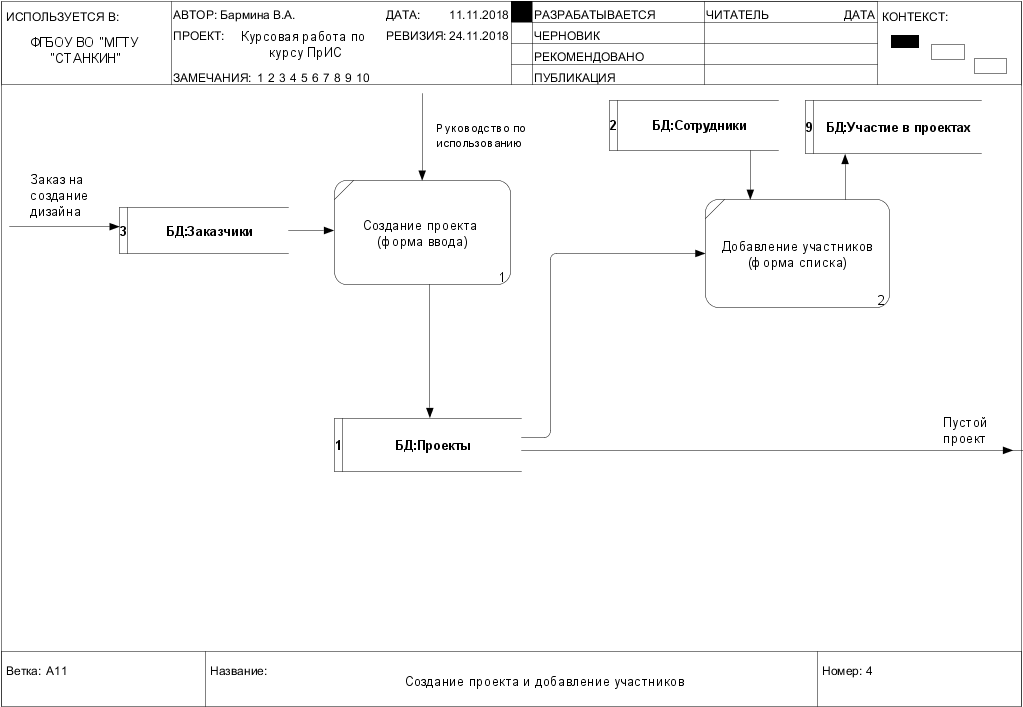 ИСПОЛЬЗУЕТСЯ В:
ФГБОУ ВО "МГТУ
"СТАНКИН"
АВТОР: Бармина В.А.
ДАТА: 11.11.2018
ПРОЕКТ: Курсовая работа по
курсу ПрИС
РЕВИЗИЯ: 24.11.2018
ЗАМЕЧАНИЯ: 1 2 3 4 5 6 7 8 9 10
РАЗРАБАТЫВАЕТСЯ
ЧЕРНОВИК
РЕКОМЕНДОВАНО
ПУБЛИКАЦИЯ
ЧИТАТЕЛЬ ДАТА
КОНТЕКСТ:
Руководство по
использованию
2 БД:Сотрудники
9 БД:Участие в проектах
Заказ на
создание
дизайна
3 БД:Заказчики
Создание проекта
(форма ввода)
1
Добавление участников
(форма списка)
2
1 БД:Проекты
Пустой
проект
Ветка: A11
Название:
Создание проекта и добавление участников
Номер: 4